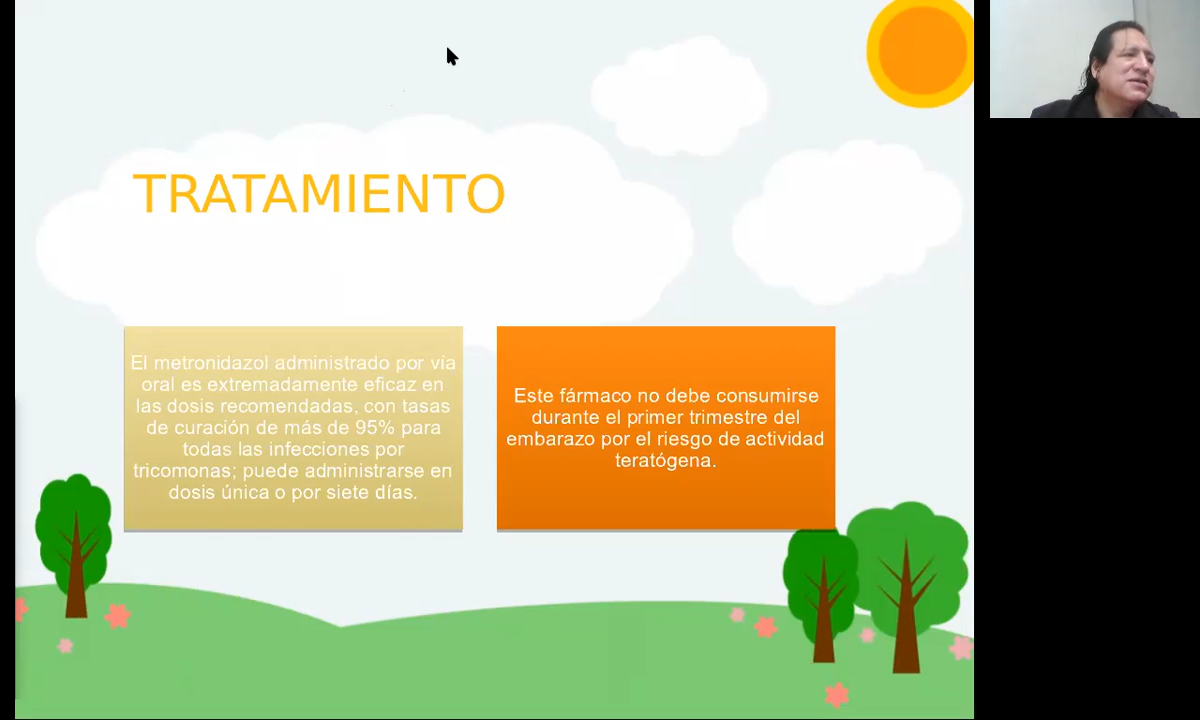 TRATAMIENTO
El metronidazol administrado por vía
oral es extremadamente eficaz en
las dosis recomendadas, con tasas
de curación de más de 95% para
todas las infecciones por
tricomonas; puede administrarse en
dosis única o por siete días.
Este fármaco no debe consumirse
durante el primer trimestre del
embarazo por el riesgo de actividad
teratógena.